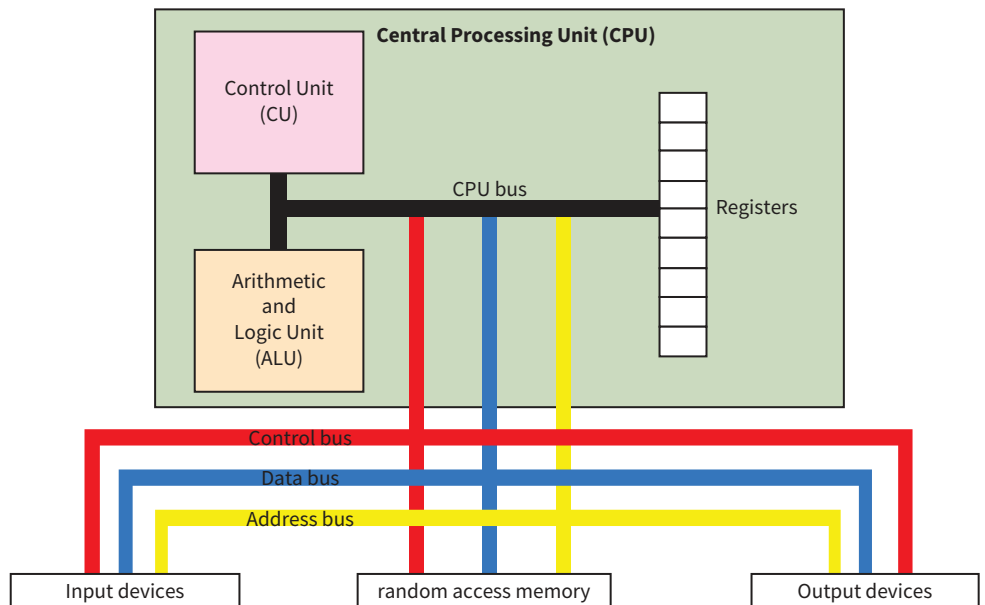 Central Processing Unit (CPU)
Control Unit
(CU)
CPU bus
Registers
Arithmetic
and
Logic Unit
(ALU)
Control bus
Data bus
Address bus
Input devices
random access memory
Output devices